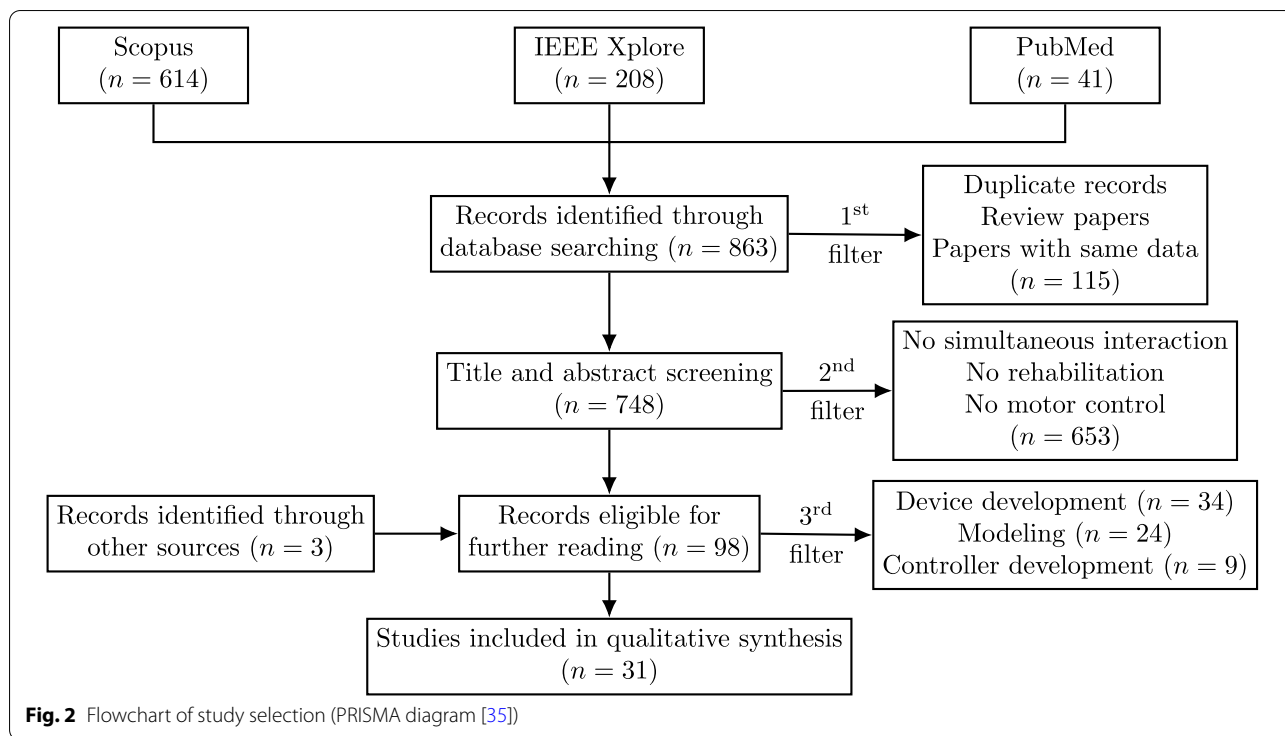 Scopus
(n = 614)
IEEE Xplore
(n = 208)
PubMed
(n = 41)
Records identified through
database searching (n = 863)
1st
filter
Duplicate records
Review papers
Papers with same data
(n = 115)
Title and abstract screening
(n = 748)
2nd
filter
No simultaneous interaction
No rehabilitation
No motor control
(n = 653)
Records identified through
other sources (n = 3)
Records eligible for
further reading (n = 98)
3rd
filter
Device development (n = 34)
Modeling (n = 24)
Controller development (n = 9)
Studies included in qualitative synthesis
(n = 31)
Fig. 2 Flowchart of study selection (PRISMA diagram [35])